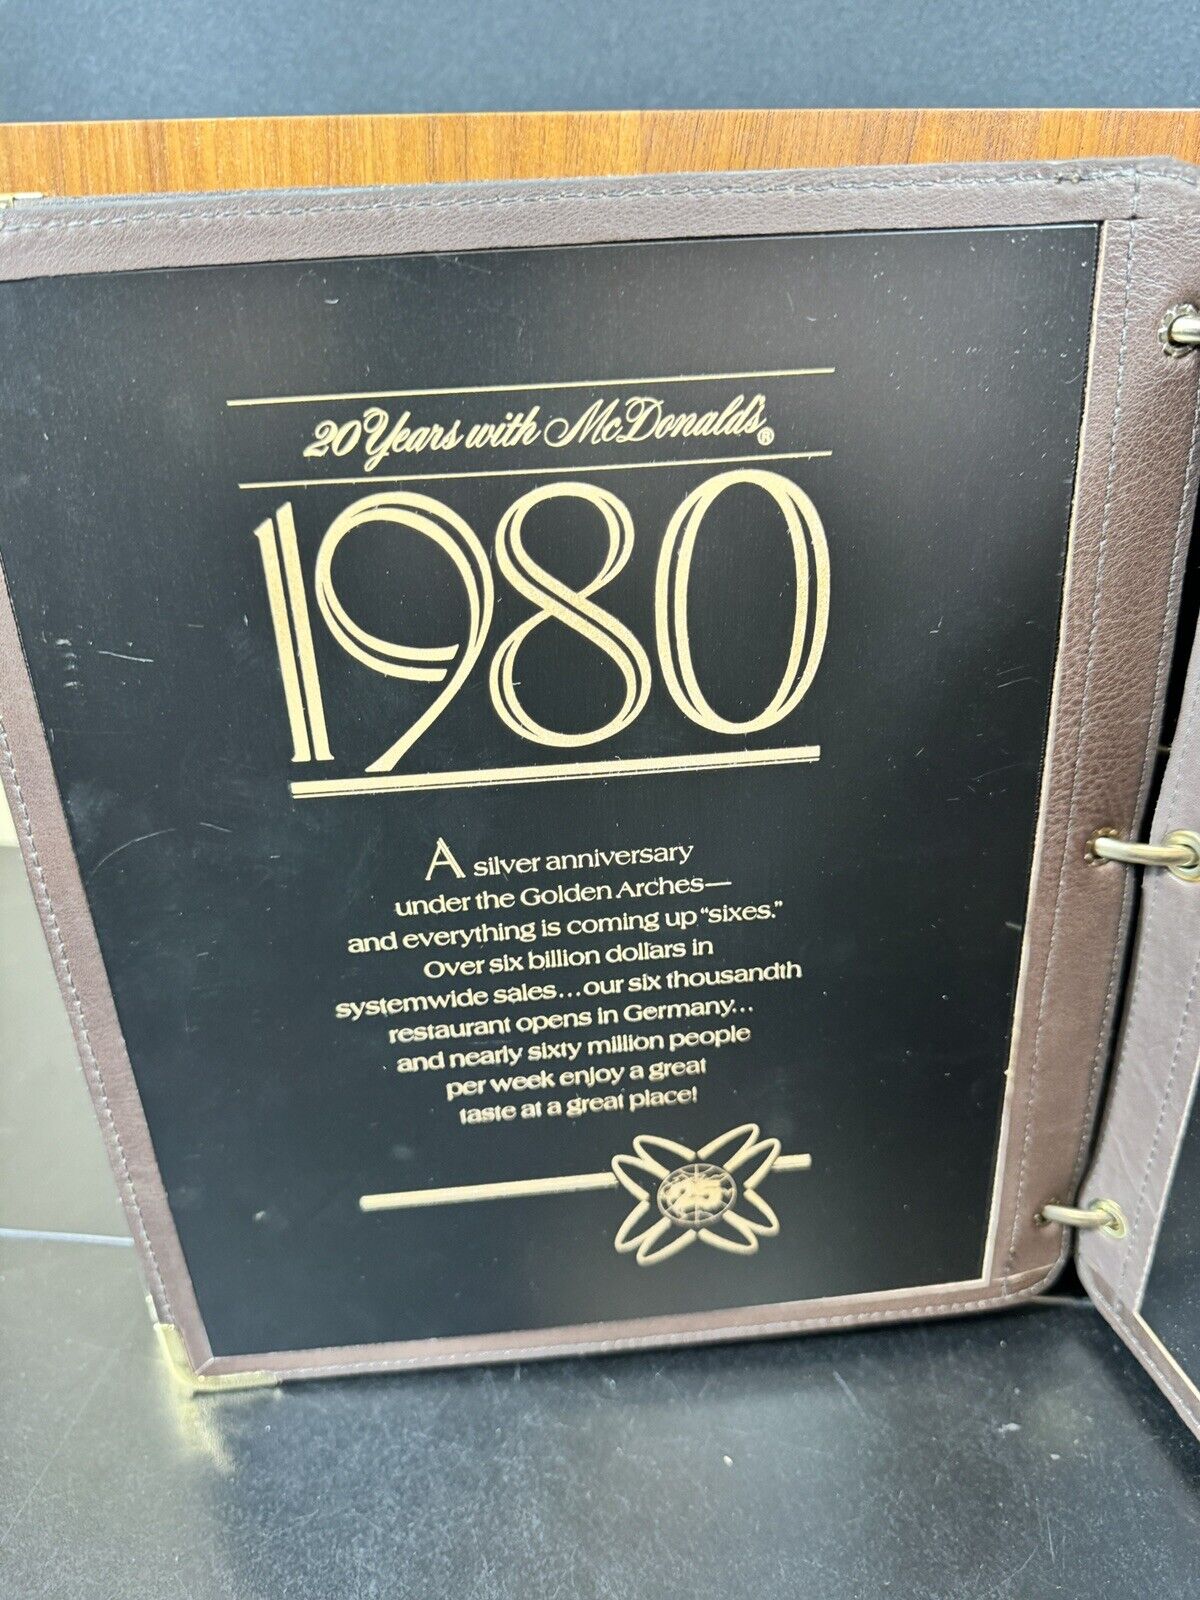 20 Years with McDonald's®
1980
A silver anniversary
under the Golden Arches—
and everything is coming up "sixes."
Over six billion dollars in
systemwide sales...our six thousandth
restaurant opens in Germany...
and nearly sixty million people
per week enjoy a great
taste at a great place!
25